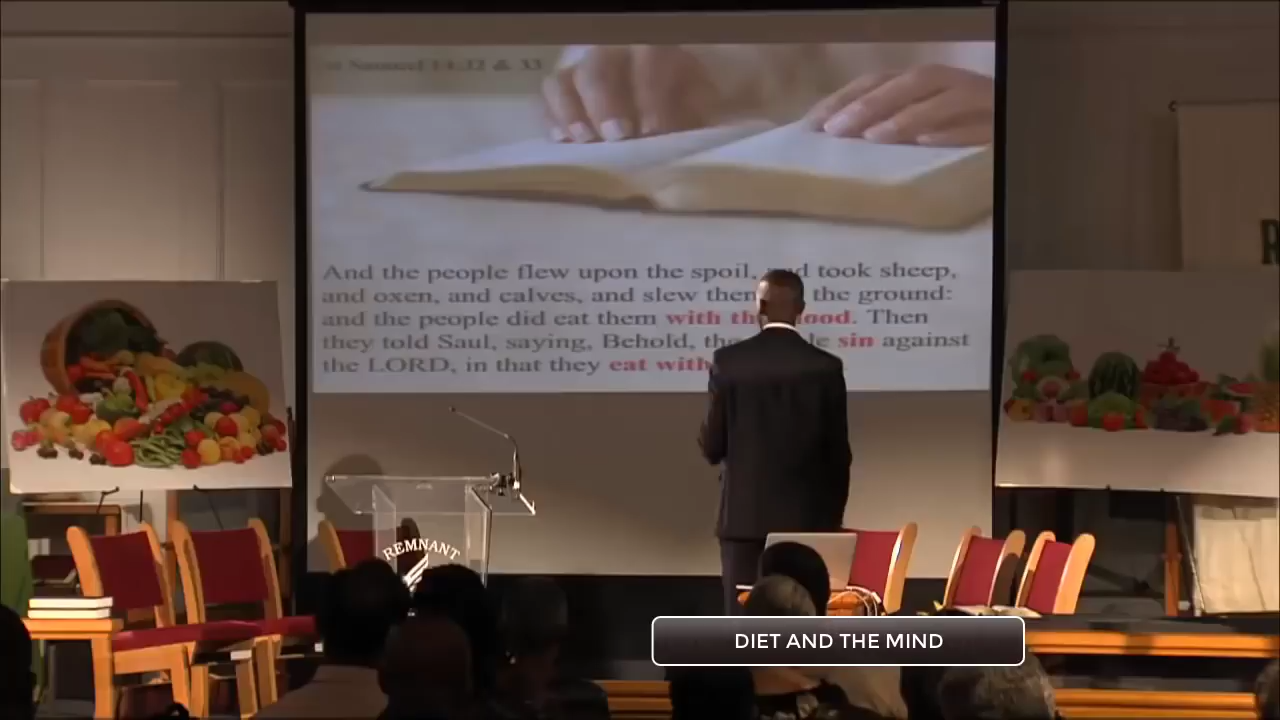 Samuel 14:32 & 33
And the people flew upon the spoil, and took sheep,
and oxen, and calves, and slew them the ground:
and the people did eat them with the blood. Then
they told Saul, saying, Behold, the people sin against
the LORD, in that they eat with
REMNANT
DIET AND THE MIND